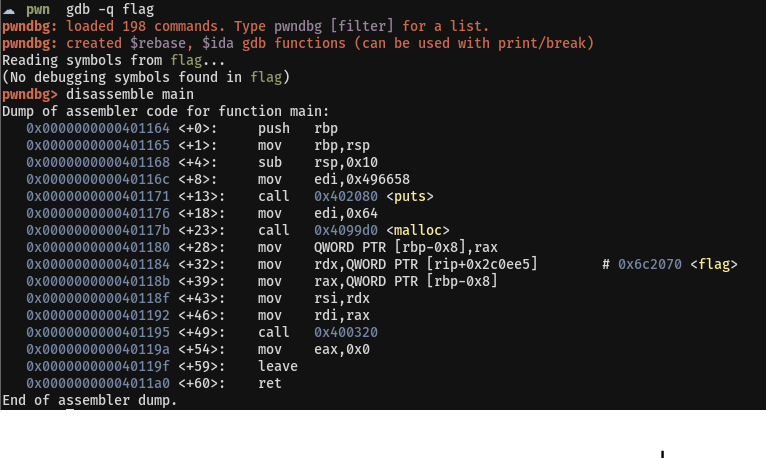 pwn gdb -q flag
pwndbg: loaded 198 commands. Type pwndbg [filter] for a list.
pwndbg: created $rebase, $ida gdb functions (can be used with print/break)
Reading symbols from flag...
(No debugging symbols found in flag)
pwndbg> disassemble main
Dump of assembler code for function main:
0x0000000000401164 <+0>: push rbp
0x0000000000401165 <+1>: mov rbp,rsp
0x0000000000401168 <+4>: sub rsp,0x10
0x000000000040116c <+8>: mov edi,0x496658
0x0000000000401171 <+13>: call 0x402080 <puts>
0x0000000000401176 <+18>: mov edi,0x64
0x000000000040117b <+23>: call 0x4099d0 <malloc>
0x0000000000401180 <+28>: mov QWORD PTR [rbp-0x8],rax
0x0000000000401184 <+32>: mov rdx,QWORD PTR [rip+0x2c0ee5] # 0x6c2070 <flag>
0x000000000040118b <+39>: mov rax,QWORD PTR [rbp-0x8]
0x000000000040118f <+43>: mov rsi,rdx
0x0000000000401192 <+46>: mov rdi,rax
0x0000000000401195 <+49>: call 0x400320
0x000000000040119a <+54>: mov eax,0x0
0x000000000040119f <+59>: leave
0x00000000004011a0 <+60>: ret
End of assembler dump.